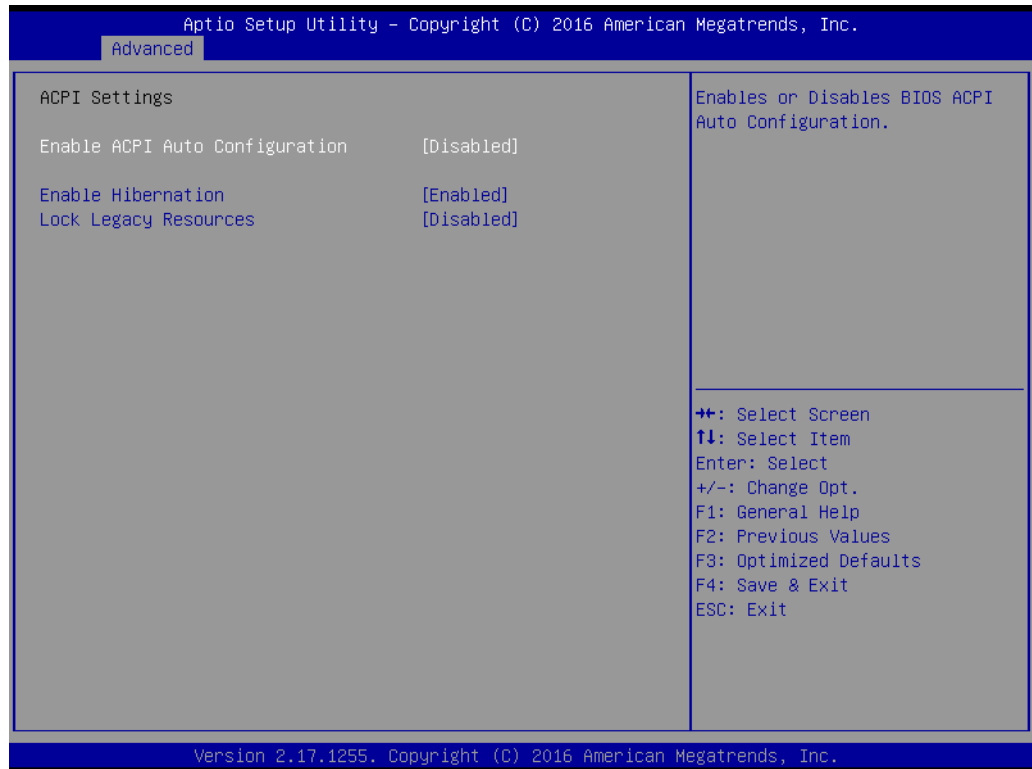 Aptio Setup Utility – Copyright (C) 2016 American Megatrends, Inc.
Advanced
ACPI Settings
Enable ACPI Auto Configuration [Disabled]
Enable Hibernation [Enabled]
Lock Legacy Resources [Disabled]
Enables or Disables BIOS ACPI
Auto Configuration.
→←: Select Screen
↑↓: Select Item
Enter: Select
+/-: Change Opt.
F1: General Help
F2: Previous Values
F3: Optimized Defaults
F4: Save & Exit
ESC: Exit
Version 2.17.1255. Copyright (C) 2016 American Megatrends, Inc.